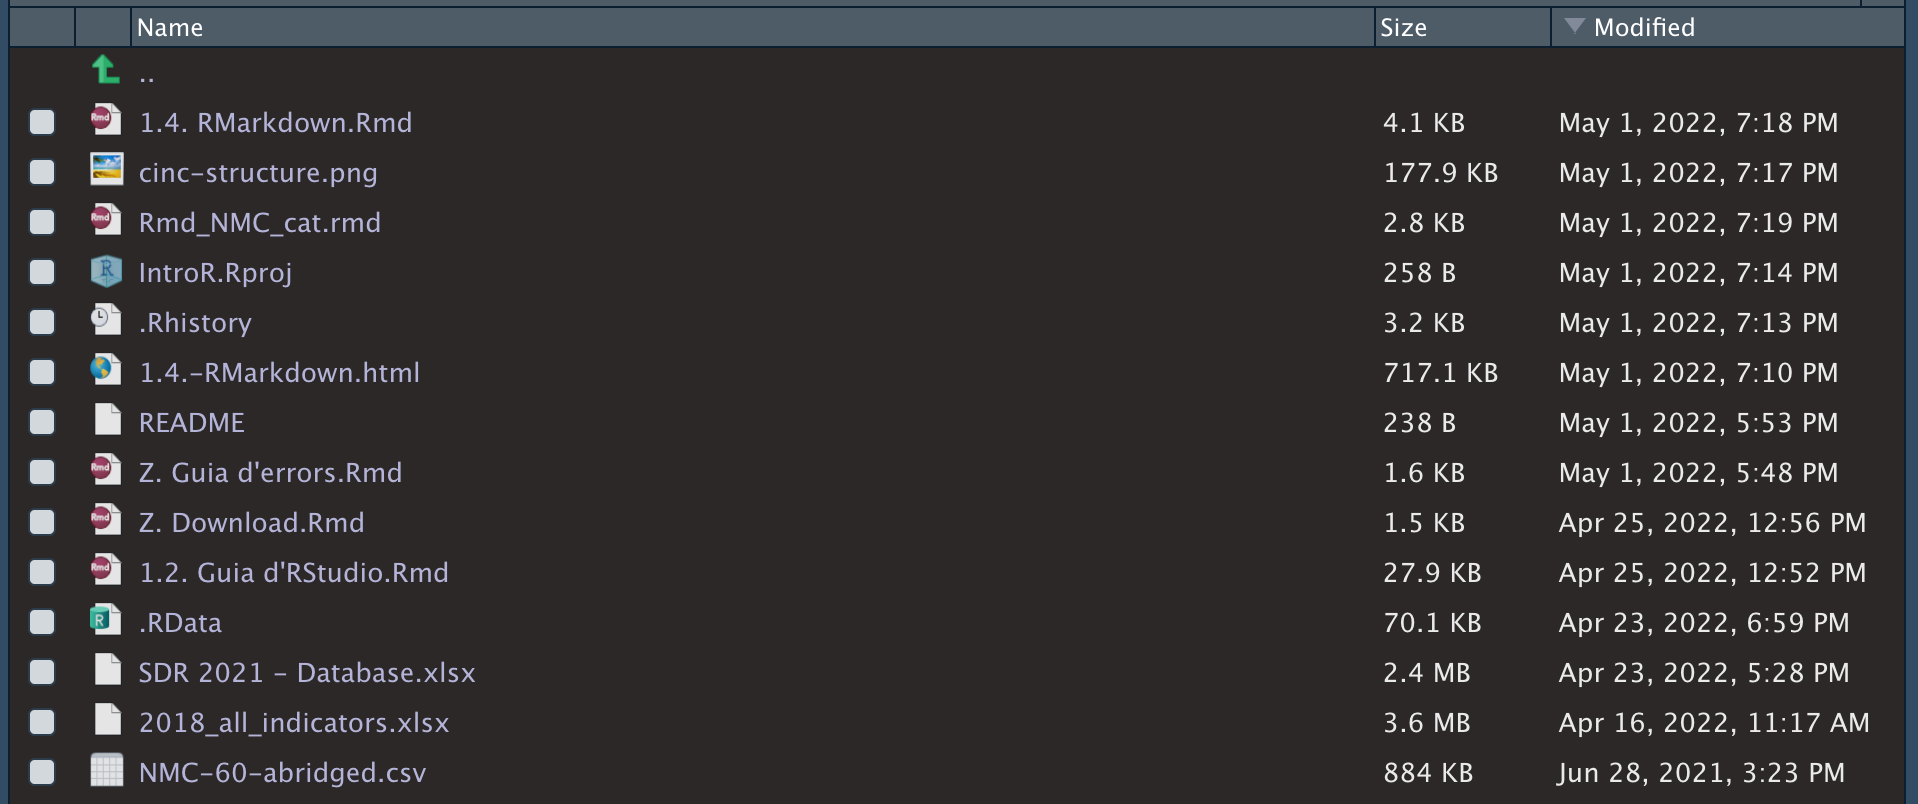 Name Size Modified
..
Rmd 1.4. RMarkdown.Rmd 4.1 KB May 1, 2022, 7:18 PM
cinc-structure.png 177.9 KB May 1, 2022, 7:17 PM
Rmd Rmd_NMC_cat.rmd 2.8 KB May 1, 2022, 7:19 PM
R IntroR.Rproj 258 B May 1, 2022, 7:14 PM
.Rhistory 3.2 KB May 1, 2022, 7:13 PM
1.4.-RMarkdown.html 717.1 KB May 1, 2022, 7:10 PM
README 238 B May 1, 2022, 5:53 PM
Rmd Z. Guia d'errors.Rmd 1.6 KB May 1, 2022, 5:48 PM
Rmd Z. Download.Rmd 1.5 KB Apr 25, 2022, 12:56 PM
Rmd 1.2. Guia d'RStudio.Rmd 27.9 KB Apr 25, 2022, 12:52 PM
R .RData 70.1 KB Apr 23, 2022, 6:59 PM
SDR 2021 - Database.xlsx 2.4 MB Apr 23, 2022, 5:28 PM
2018_all_indicators.xlsx 3.6 MB Apr 16, 2022, 11:17 AM
NMC-60-abridged.csv 884 KB Jun 28, 2021, 3:23 PM